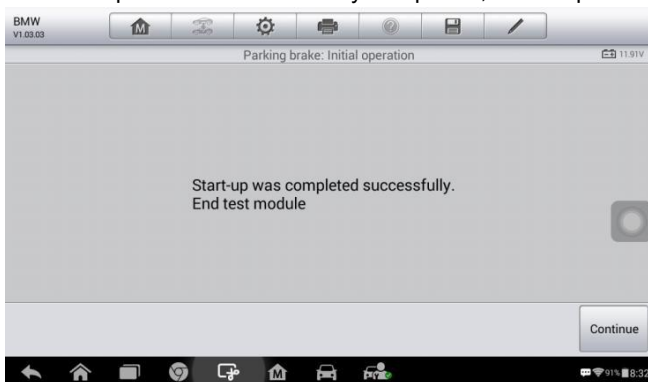 BMW
V1.03.03
Parking brake: Initial operation
11.91V
Start-up was completed successfully.
End test module
Continue
91%
8:32